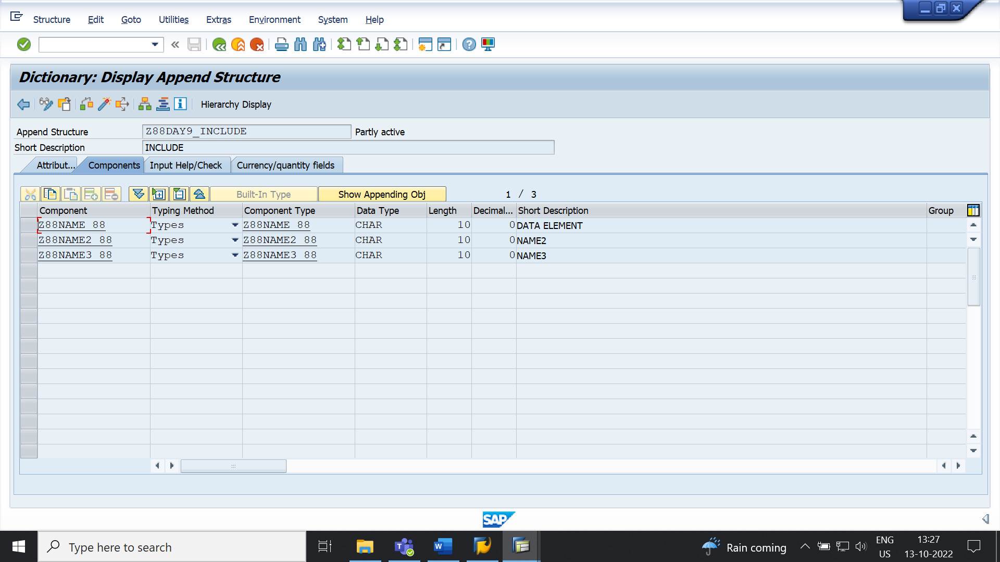 Structure Edit Goto Utilities Extras Environment System Help
Dictionary: Display Append Structure
Hierarchy Display
Append Structure Z88DAY9_INCLUDE Partly active
Short Description INCLUDE
Attribut... Components Input Help/Check Currency/quantity fields
Built-In Type Show Appending Obj 1 / 3
Component Typing Method Component Type Data Type Length Decimal... Short Description Group
Z88NAME_88 Types Z88NAME_88 CHAR 10 0 DATA ELEMENT
Z88NAME2_88 Types Z88NAME2_88 CHAR 10 0 NAME2
Z88NAME3_88 Types Z88NAME3_88 CHAR 10 0 NAME3
SAP
Type here to search
Rain coming
ENG
US
13:27
13-10-2022